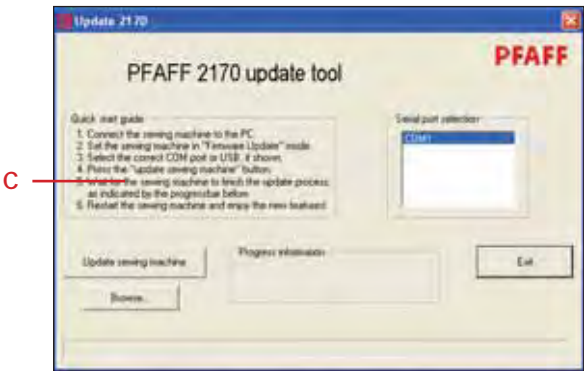 Update 2170
PFAFF 2170 update tool
PFAFF
Quick start guide
1. Connect the sewing machine to the PC.
2. Set the sewing machine in "Firmware Update" mode.
3. Select the correct COM port or USB, if shown.
4. Press the "update sewing machine" button.
5. Wait for the sewing machine to finish the update process,
as indicated by the progressbar below.
6. Restart the sewing machine and enjoy the new features!
Serial port selection
COM1
C
Update sewing machine
Browse...
Progress information
Exit